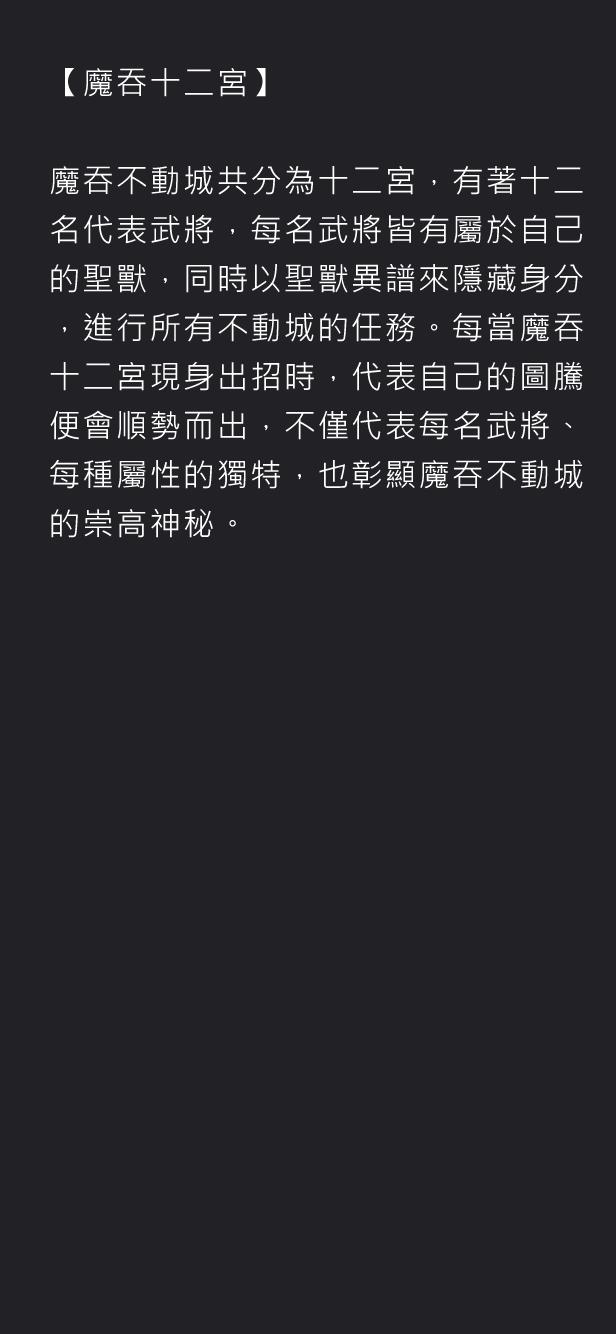 【魔吞十二宮】
魔吞不動城共分為十二宮，有著十二
名代表武將，每名武將皆有屬於自己
的聖獸，同時以聖獸異譜來隱藏身分
，進行所有不動城的任務。每當魔吞
十二宮現身出招時，代表自己的圖騰
便會順勢而出，不僅代表每名武將、
每種屬性的獨特，也彰顯魔吞不動城
的崇高神秘。